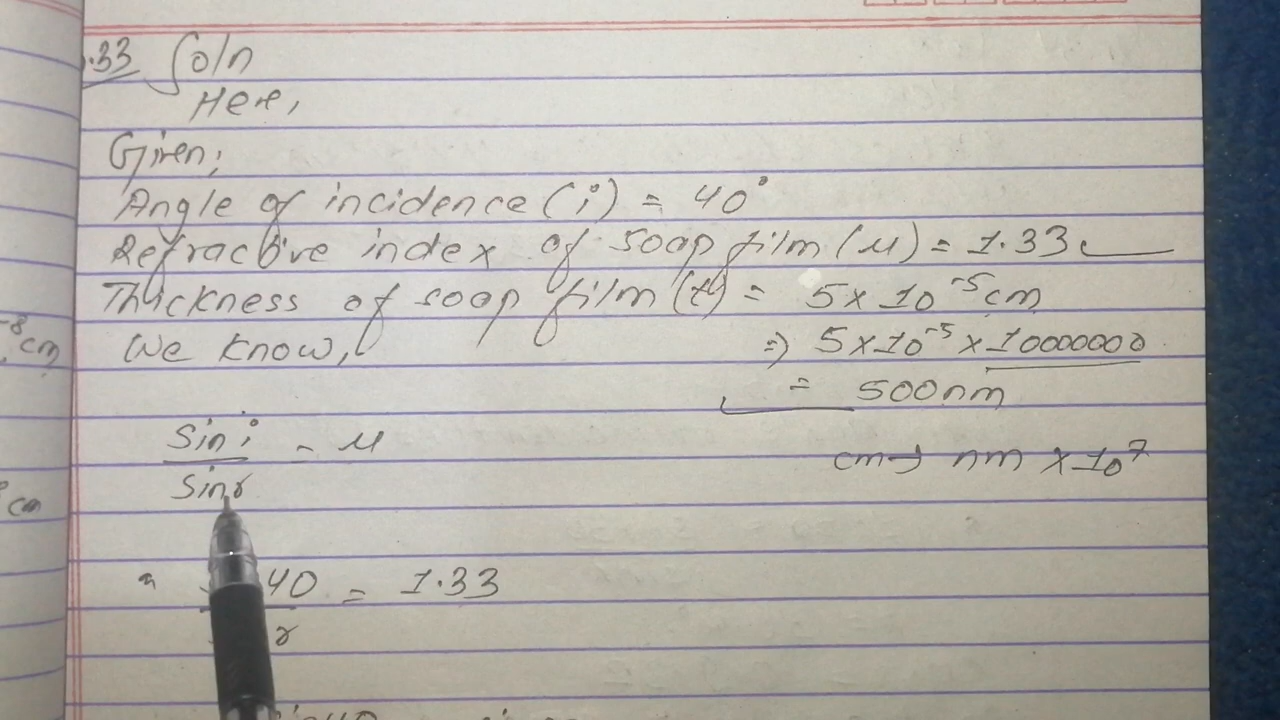 .33 Soln
Here,
Given;
Angle of incidence (i) = 40°
Refractive index of soap film (μ) = 1.33
Thickness of soap film (t) = 5 x 10⁻⁵ cm
We know,
⇒ 5 x 10⁻⁵ x 10000000
= 500nm
cm → nm x 10⁷
Sin i
Sin r
= μ
40 = 1.33
r
⁻⁸cm
cm